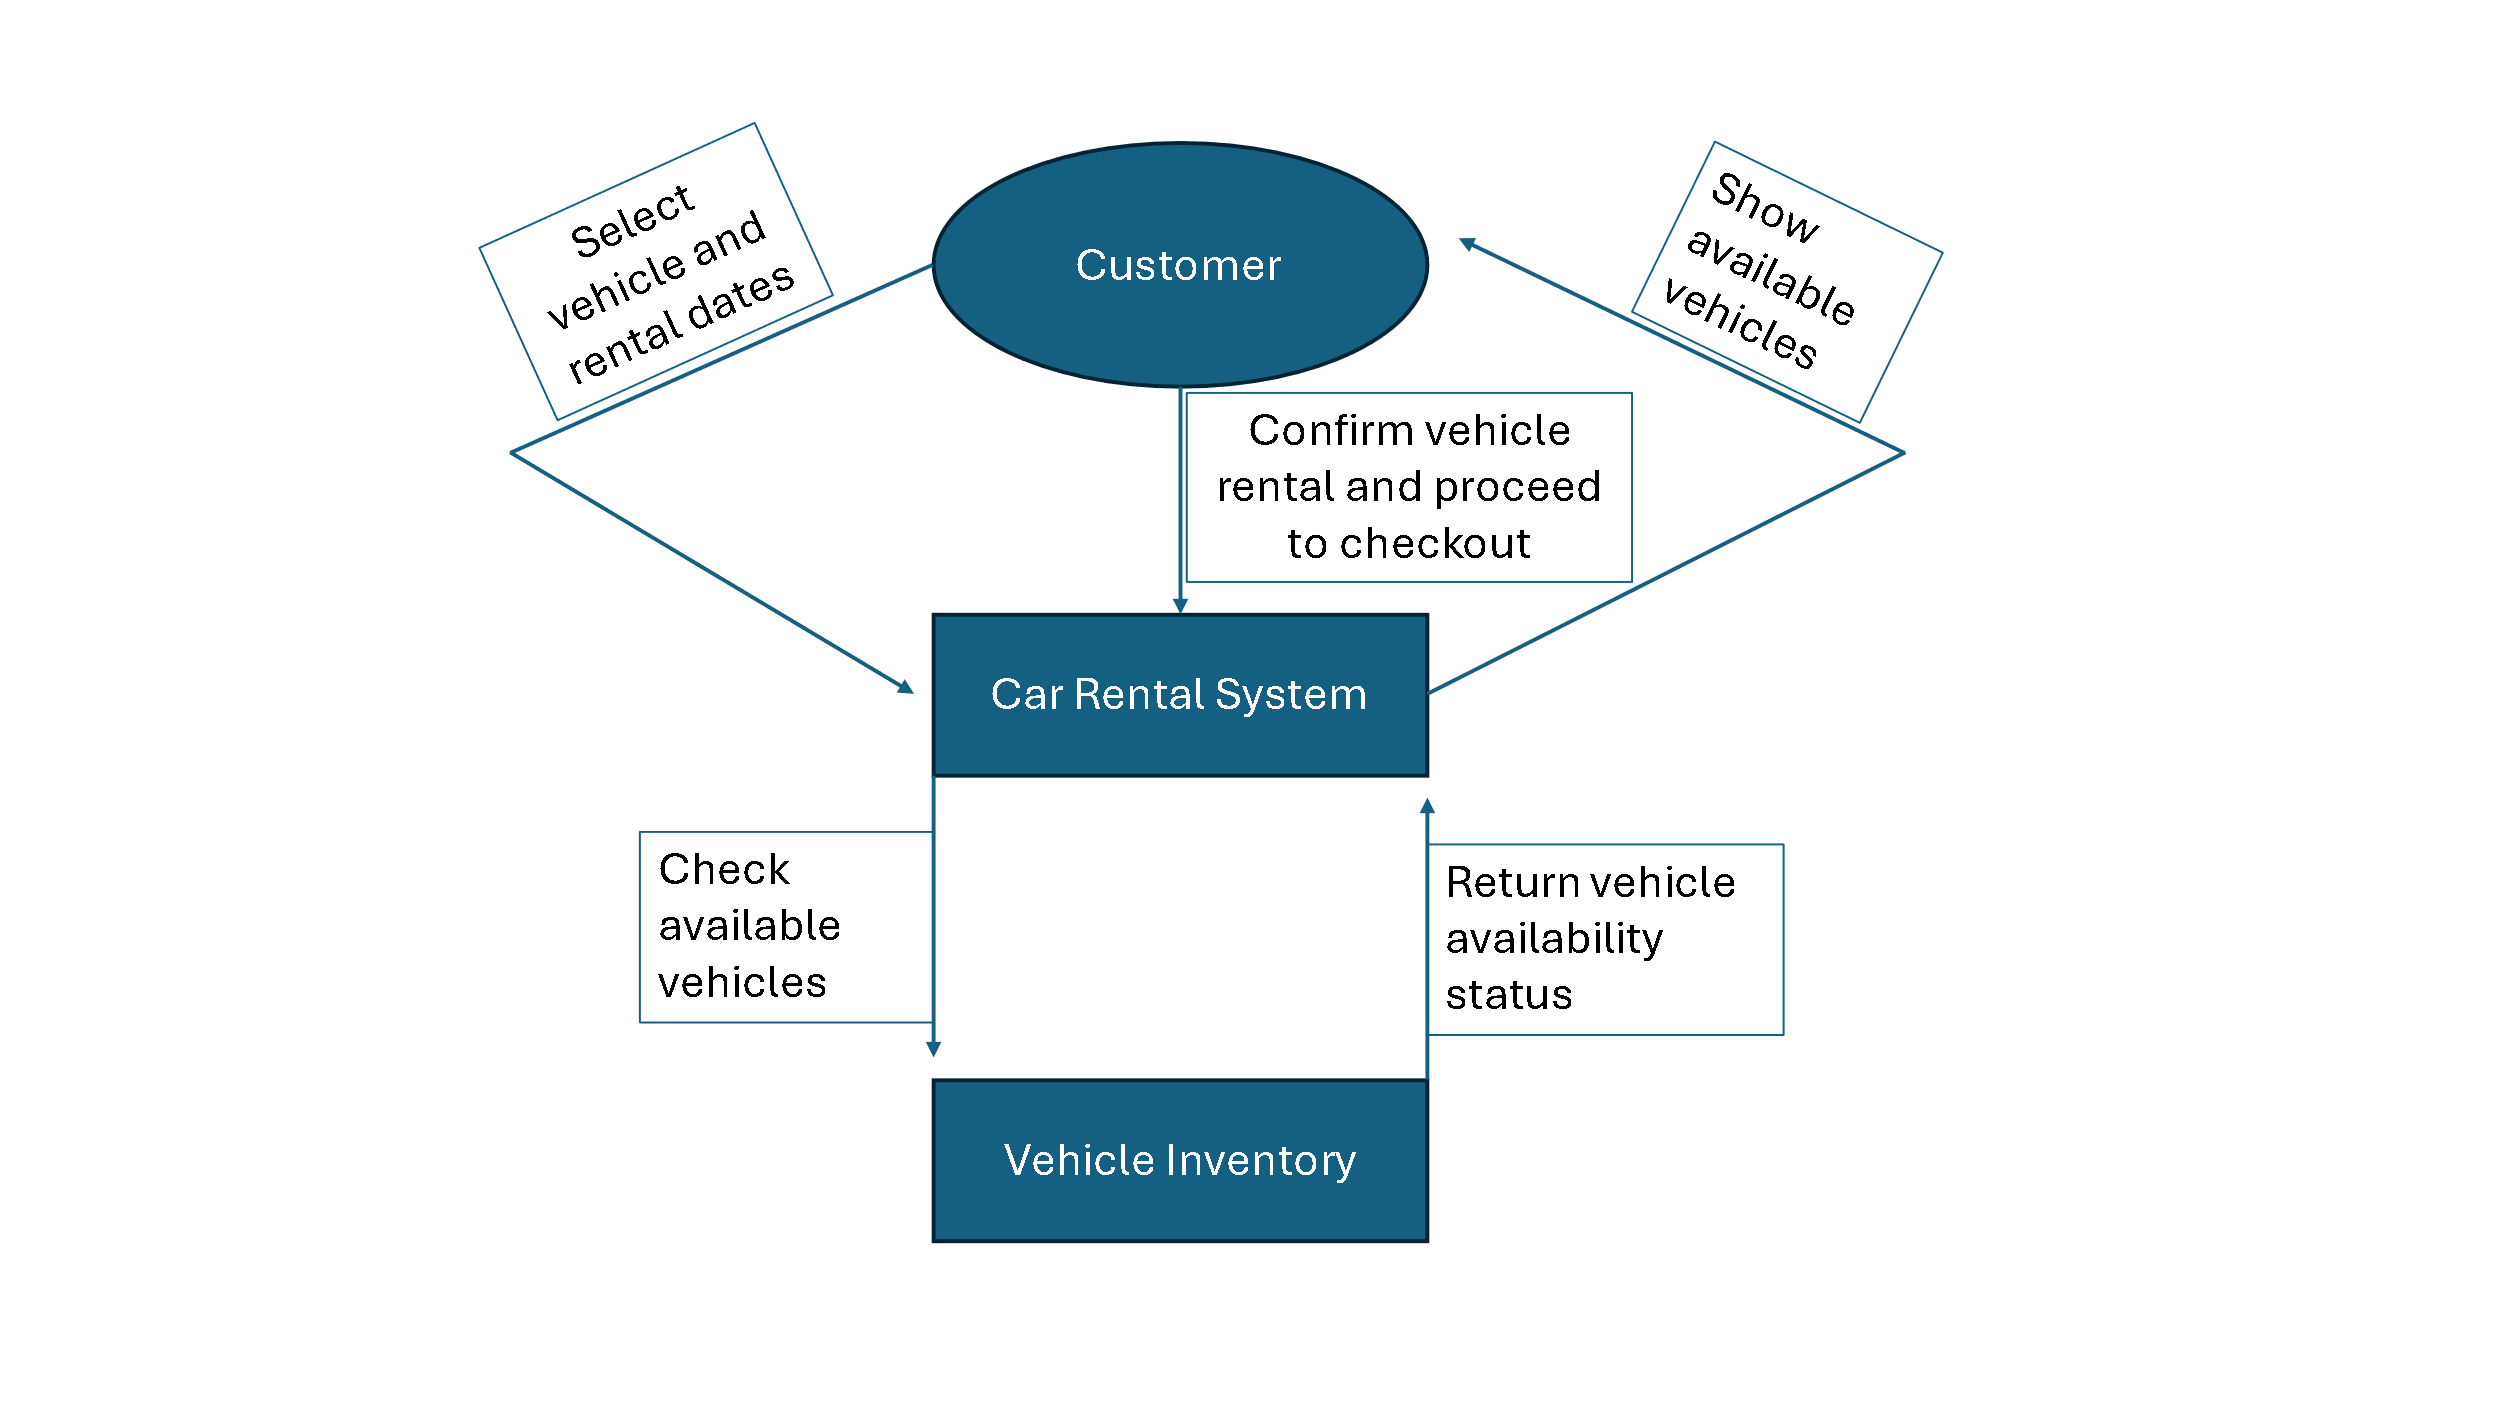 Select
vehicle and
rental dates
Customer
Show
available
vehicles
Confirm vehicle
rental and proceed
to checkout
Car Rental System
Check
available
vehicles
Return vehicle
availability
status
Vehicle Inventory